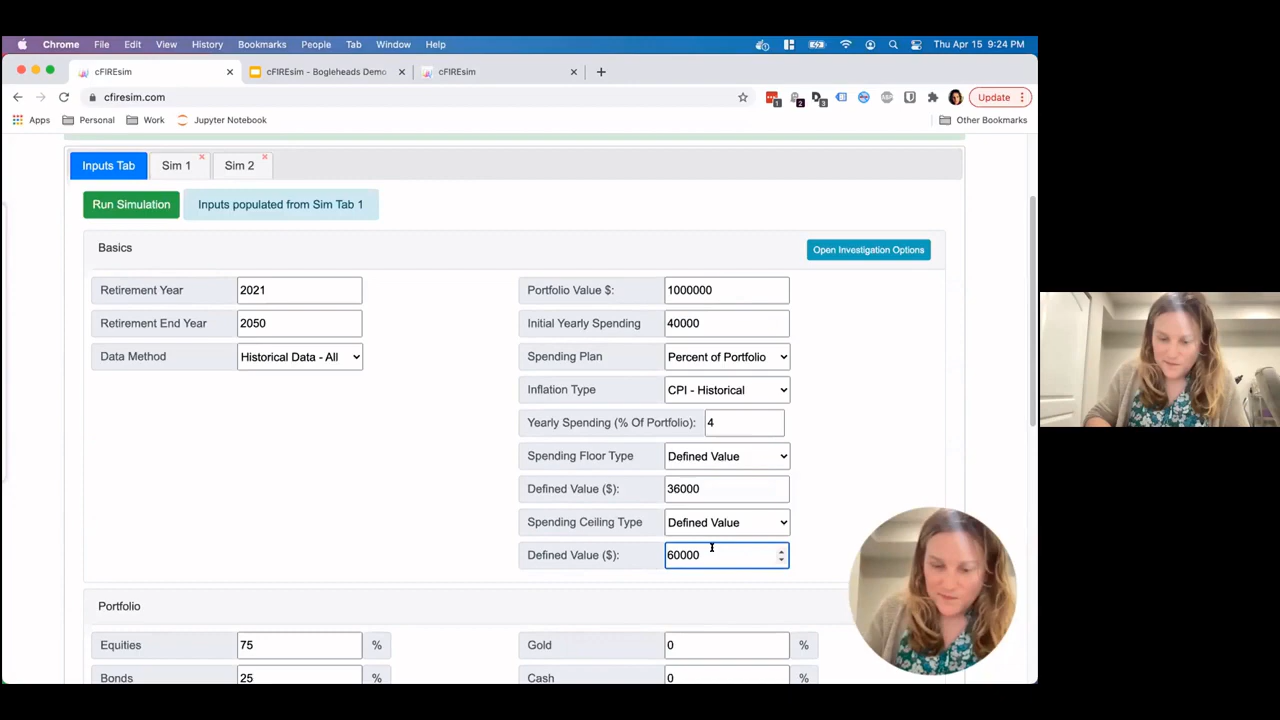 Chrome File Edit View History Bookmarks People Tab Window Help Thu Apr 15 9:24 PM
cFIREsim cFIREsim - Bogleheads Demo cFIREsim
cfiresim.com Update
Apps Personal Work Jupyter Notebook Other Bookmarks
Inputs Tab Sim 1 Sim 2
Run Simulation Inputs populated from Sim Tab 1
Basics Open Investigation Options
Retirement Year 2021 Portfolio Value $: 1000000
Retirement End Year 2050 Initial Yearly Spending 40000
Data Method Historical Data - All Spending Plan Percent of Portfolio
Inflation Type CPI - Historical
Yearly Spending (% Of Portfolio): 4
Spending Floor Type Defined Value
Defined Value ($): 36000
Spending Ceiling Type Defined Value
Defined Value ($): 60000
Portfolio
Equities 75 % Gold 0 %
Bonds 25 % Cash 0 %